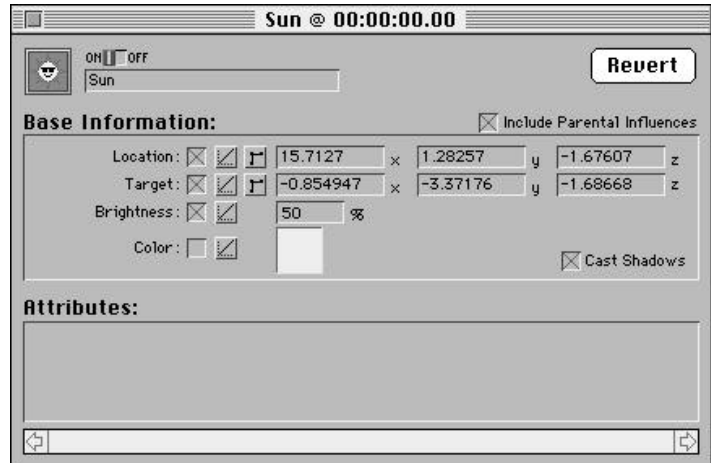 Sun @ 00:00:00.00
ON OFF
Sun
Revert
Base Information:
Include Parental Influences
Location: 15.7127 x 1.28257 y -1.67607 z
Target: -0.854947 x -3.37176 y -1.68668 z
Brightness: 50 %
Color:
Cast Shadows
Attributes: